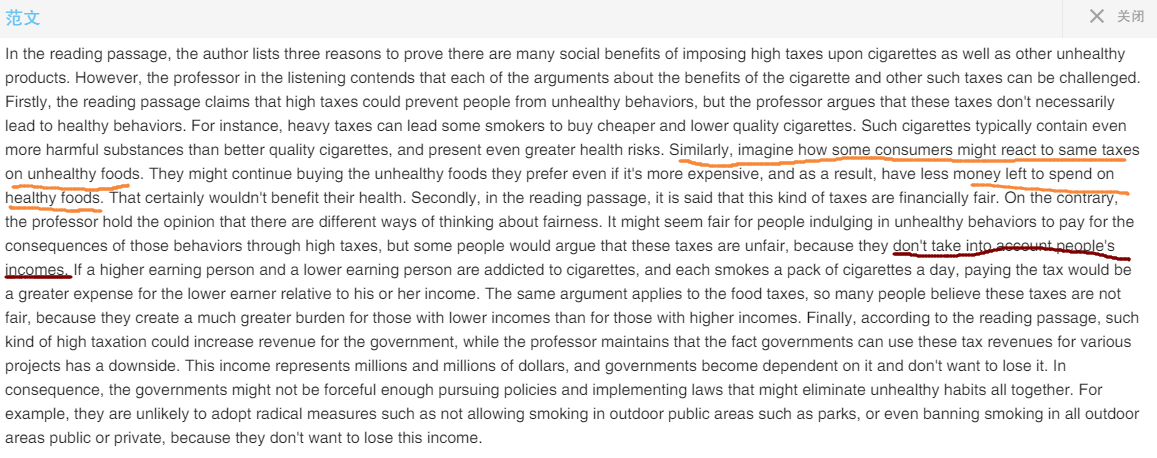 范文
关闭
In the reading passage, the author lists three reasons to prove there are many social benefits of imposing high taxes upon cigarettes as well as other unhealthy
products. However, the professor in the listening contends that each of the arguments about the benefits of the cigarette and other such taxes can be challenged.
Firstly, the reading passage claims that high taxes could prevent people from unhealthy behaviors, but the professor argues that these taxes don't necessarily
lead to healthy behaviors. For instance, heavy taxes can lead some smokers to buy cheaper and lower quality cigarettes. Such cigarettes typically contain even
more harmful substances than better quality cigarettes, and present even greater health risks. Similarly, imagine how some consumers might react to same taxes
on unhealthy foods. They might continue buying the unhealthy foods they prefer even if it's more expensive, and as a result, have less money left to spend on
healthy foods. That certainly wouldn't benefit their health. Secondly, in the reading passage, it is said that this kind of taxes are financially fair. On the contrary,
the professor hold the opinion that there are different ways of thinking about fairness. It might seem fair for people indulging in unhealthy behaviors to pay for the
consequences of those behaviors through high taxes, but some people would argue that these taxes are unfair, because they don't take into account people's
incomes. If a higher earning person and a lower earning person are addicted to cigarettes, and each smokes a pack of cigarettes a day, paying the tax would be
a greater expense for the lower earner relative to his or her income. The same argument applies to the food taxes, so many people believe these taxes are not
fair, because they create a much greater burden for those with lower incomes than for those with higher incomes. Finally, according to the reading passage, such
kind of high taxation could increase revenue for the government, while the professor maintains that the fact governments can use these tax revenues for various
projects has a downside. This income represents millions and millions of dollars, and governments become dependent on it and don't want to lose it. In
consequence, the governments might not be forceful enough pursuing policies and implementing laws that might eliminate unhealthy habits all together. For
example, they are unlikely to adopt radical measures such as not allowing smoking in outdoor public areas such as parks, or even banning smoking in all outdoor
areas public or private, because they don't want to lose this income.